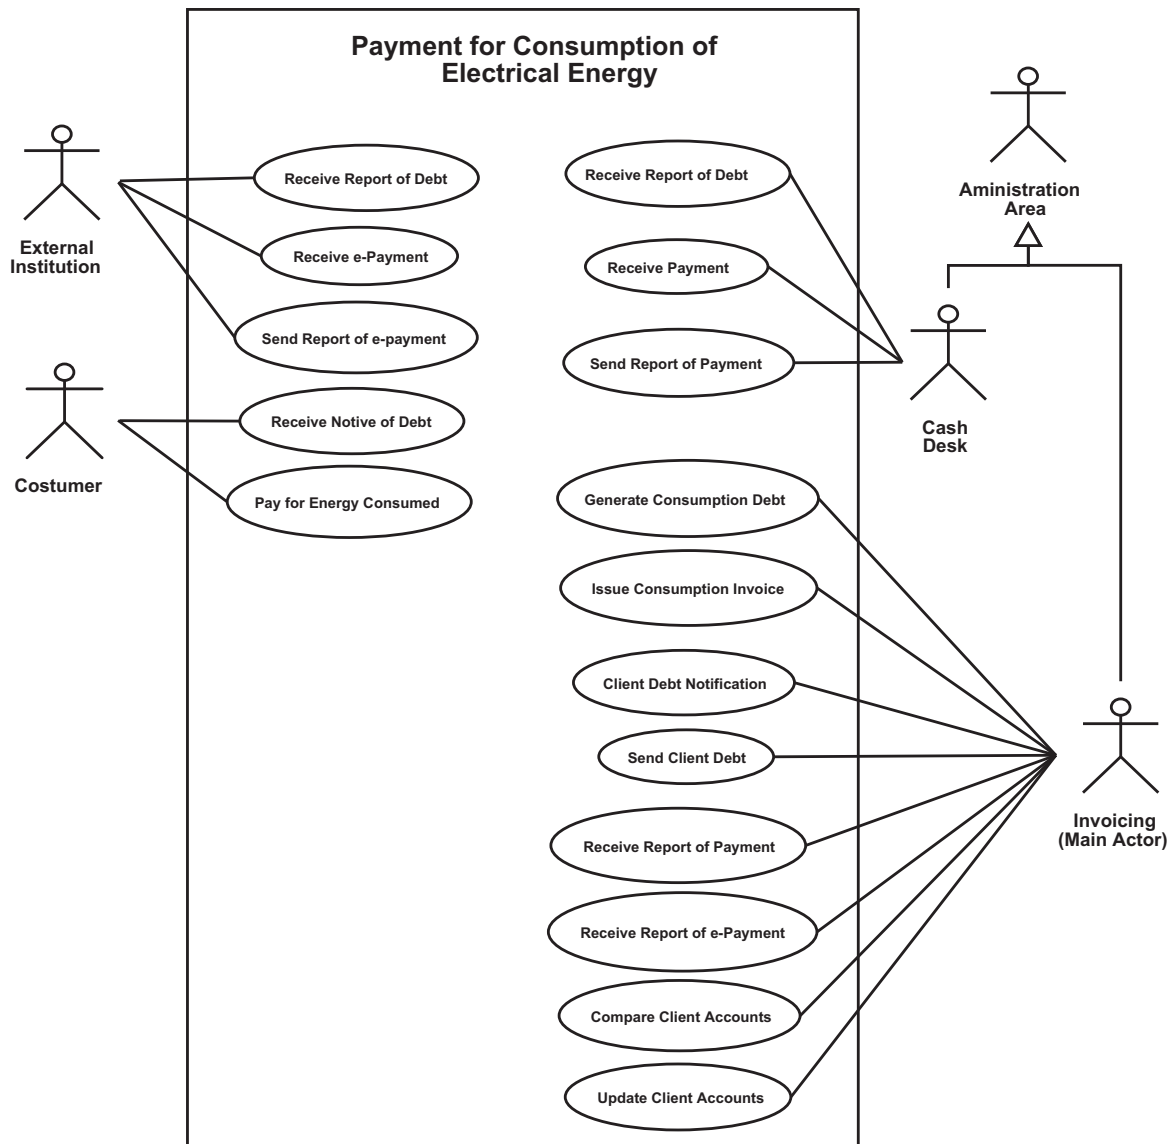 Payment for Consumption of
Electrical Energy
External
Institution
Receive Report of Debt
Receive e-Payment
Send Report of e-payment
Costumer
Receive Notice of Debt
Pay for Energy Consumed
Receive Report of Debt
Receive Payment
Send Report of Payment
Aministration
Area
Cash
Desk
Generate Consumption Debt
Issue Consumption Invoice
Client Debt Notification
Send Client Debt
Receive Report of Payment
Receive Report of e-Payment
Compare Client Accounts
Update Client Accounts
Invoicing
(Main Actor)